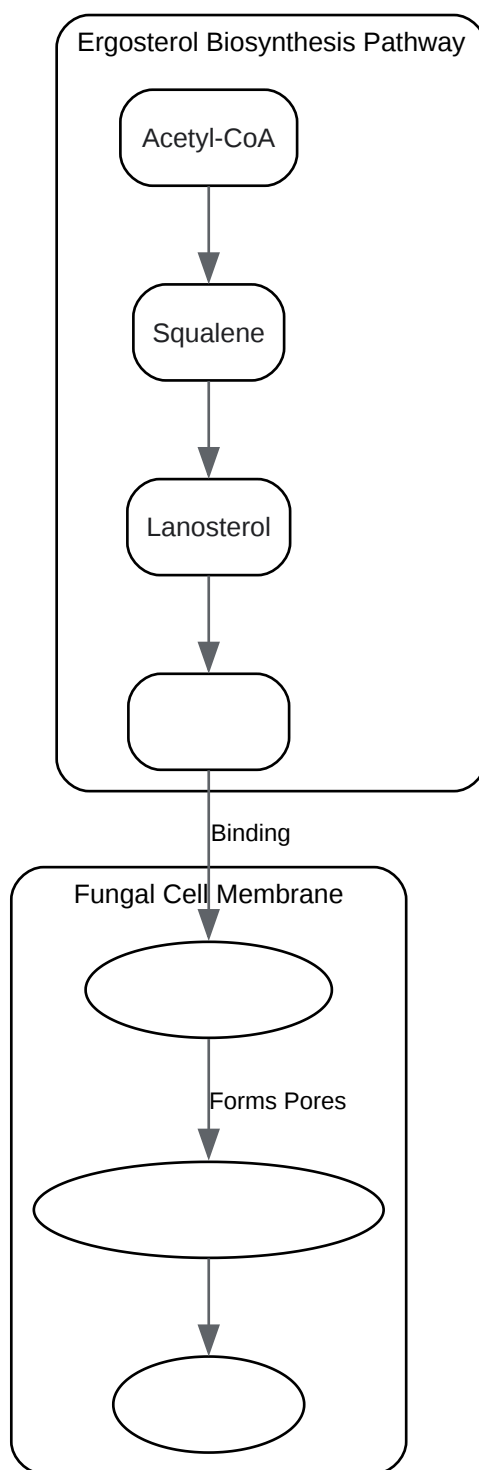 Ergosterol Biosynthesis Pathway
Acetyl-CoA
Squalene
Lanosterol
Binding
Fungal Cell Membrane
Forms Pores